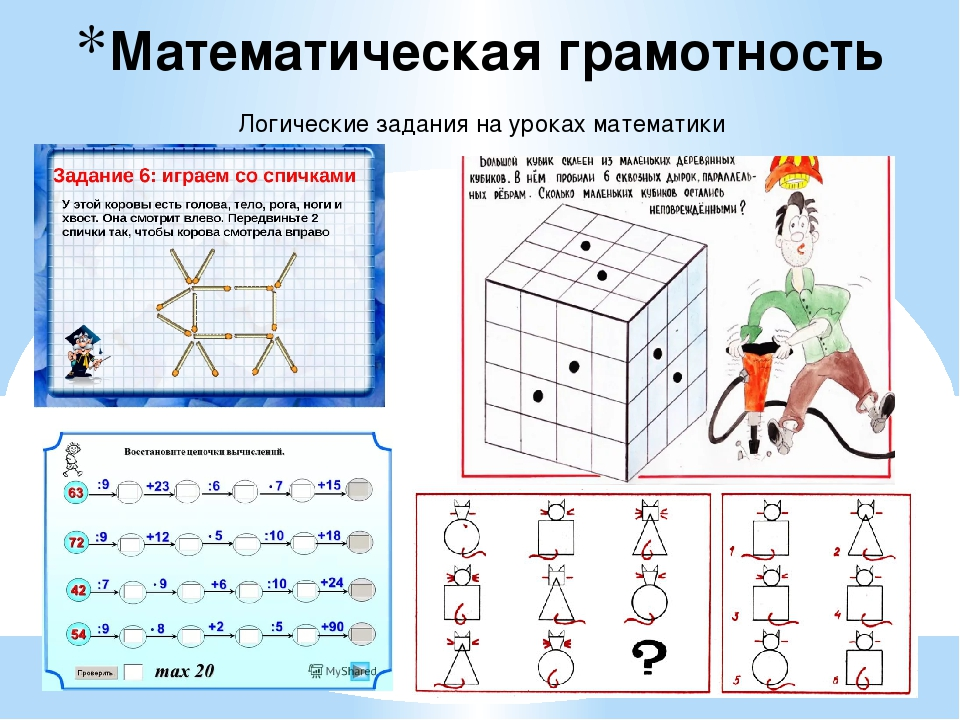 *Математическая грамотность
Логические задания на уроках математики
Задание 6: играем со спичками
У этой коровы есть голова, тело, рога, ноги и
хвост. Она смотрит влево. Передвиньте 2
спички так, чтобы корова смотрела вправо
БОЛЬШОЙ КУБИК СКЛЕЕН ИЗ МАЛЕНЬКИХ ДЕРЕВЯННЫХ
КУБИКОВ. В НЁМ ПРОБИЛИ 6 СКВОЗНЫХ ДЫРОК, ПАРАЛЛЕЛЬ-
НЫХ РЁБРАМ. СКОЛЬКО МАЛЕНЬКИХ КУБИКОВ ОСТАЛИСЬ
НЕПОВРЕЖДЁННЫМИ?
Восстановите цепочки вычислений.
63 :9 +23 :6 · 7 +15
72 :9 +12 · 5 :10 +18
42 :7 · 9 +6 :10 +24
54 :9 · 8 +2 :5 +90
Проверить max 20
MyShared
?
1 2
3 4
5 6